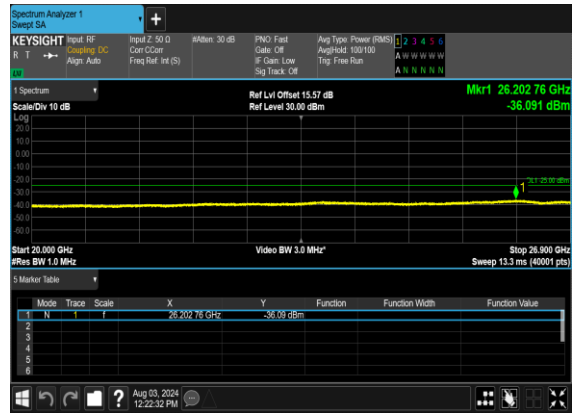 Spectrum Analyzer 1
Swept SA
KEYSIGHT Input: RF Input Z: 50 Ω #Atten: 30 dB PNO: Fast Avg Type: Power (RMS) 1 2 3 4 5 6
R T Coupling: DC Corr CCorr Gate: Off Avg|Hold: 100/100 A W W W W W
Align: Auto Freq Ref: Int (S) IF Gain: Low Trig: Free Run
Sig Track: Off A N N N N N
1 Spectrum Ref Lvl Offset 15.57 dB Mkr1 26.202 76 GHz
Scale/Div 10 dB Ref Level 30.00 dBm -36.091 dBm
Log
20.0
10.0
0.00
-10.0
-20.0
DL1 -25.00 dBm
1
-30.0
-40.0
-50.0
-60.0
Start 20.000 GHz Video BW 3.0 MHz* Stop 26.900 GHz
#Res BW 1.0 MHz Sweep 13.3 ms (40001 pts)
5 Marker Table
Mode Trace Scale X Y Function Function Width Function Value
1 N 1 f 26.202 76 GHz -36.09 dBm
2
3
4
5
6
? Aug 03, 2024
12:22:32 PM